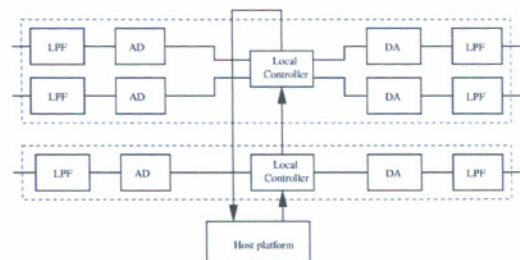 LPF AD DA LPF
Local
Controller
LPF AD DA LPF
Local
LPF AD DA LPF
Controller
Host platform